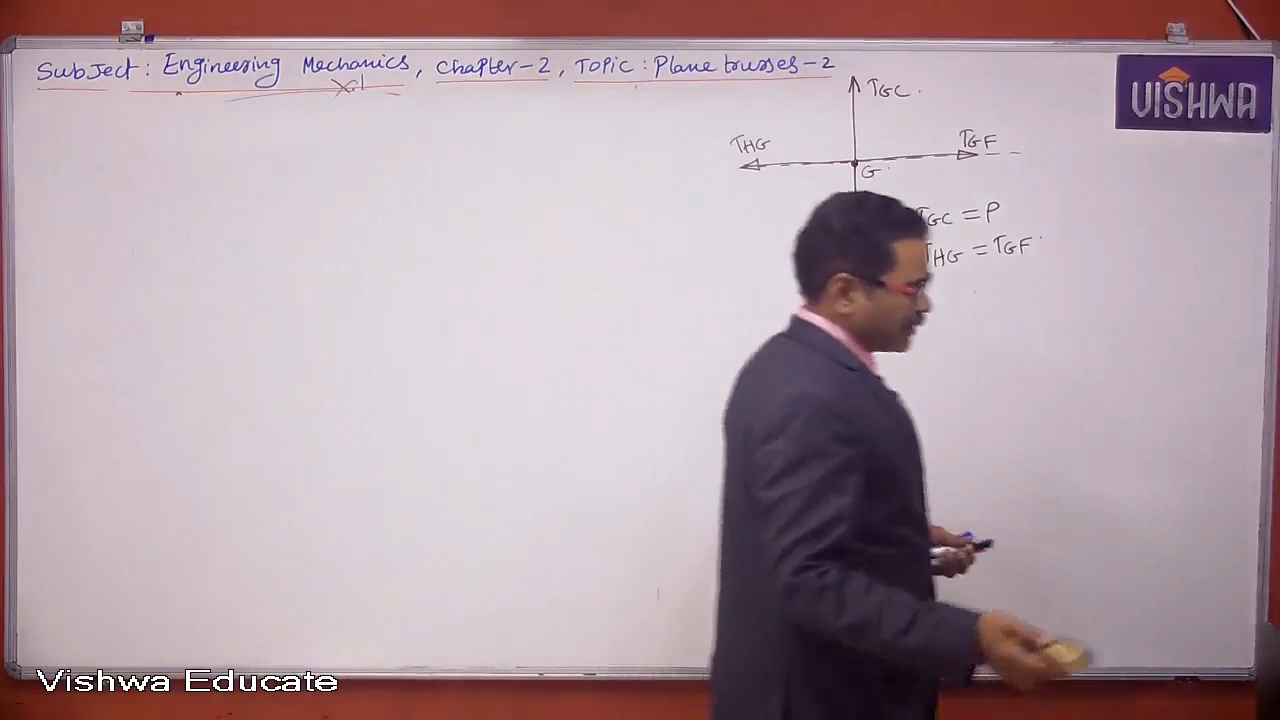 Subject: Engineering Mechanics, Chapter-2, Topic: Plane trusses-2
VISHWA
TGC
THG
TGF
G
TGC = P
THG = TGF
Vishwa Educate